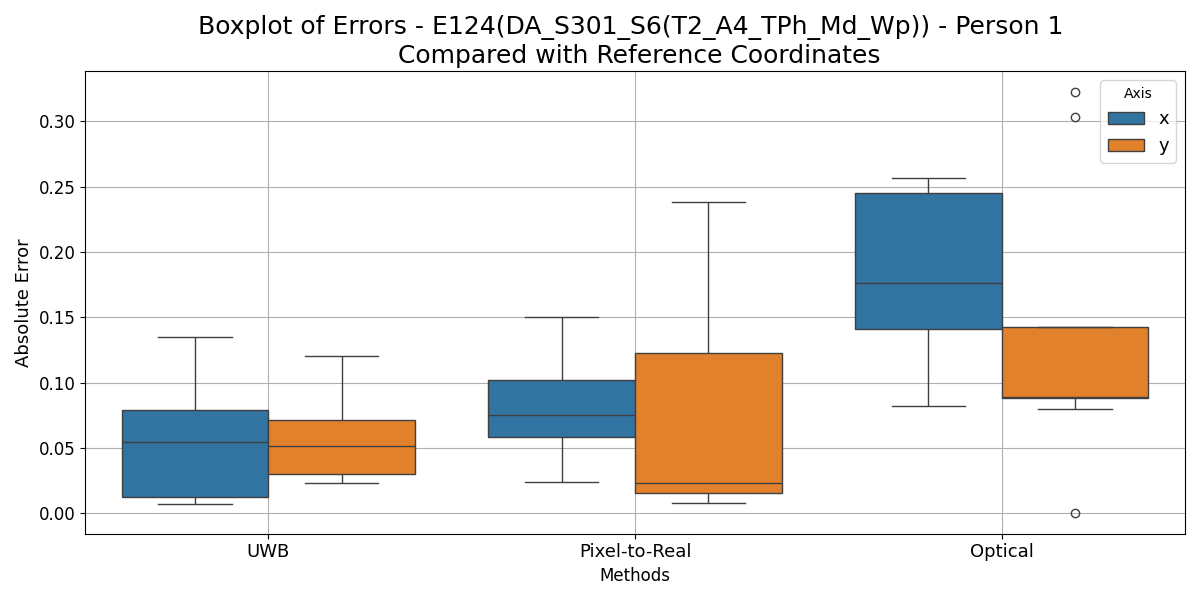 Boxplot of Errors - E124(DA_S301_S6(T2_A4_TPh_Md_Wp)) - Person 1
Compared with Reference Coordinates
Axis
x
y
0.30
0.25
0.20
0.15
0.10
0.05
0.00
Absolute Error
UWB
Pixel-to-Real
Optical
Methods